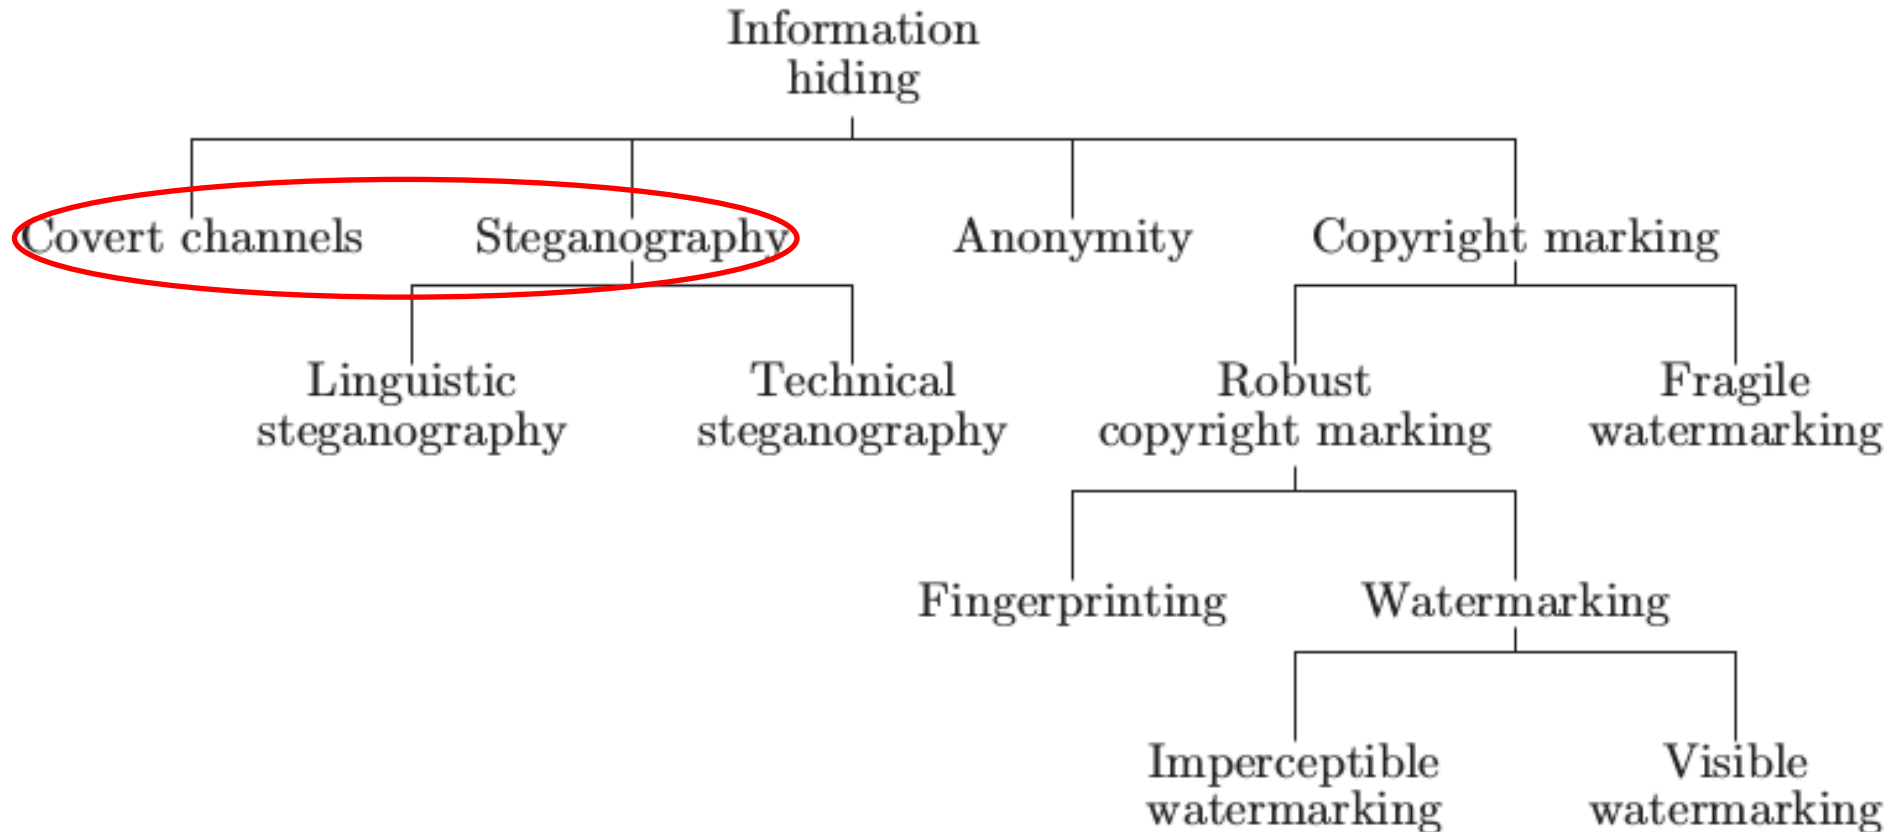 Information
hiding
Covert channels
Steganography
Anonymity
Copyright marking
Linguistic
steganography
Technical
steganography
Robust
copyright marking
Fragile
watermarking
Fingerprinting
Watermarking
Imperceptible
watermarking
Visible
watermarking